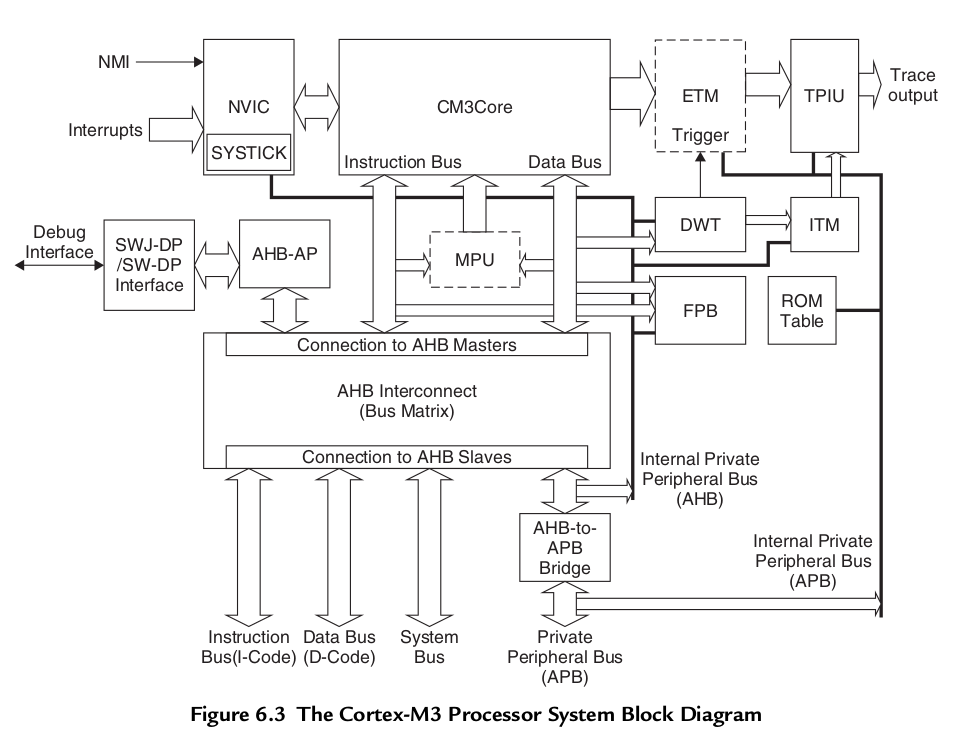 NMI
NVIC
CM3Core
ETM
TPIU
Trace
output
Interrupts
SYSTICK
Trigger
Instruction Bus
Data Bus
Debug
Interface
SWJ-DP
/SW-DP
Interface
AHB-AP
MPU
DWT
ITM
FPB
ROM
Table
Connection to AHB Masters
AHB Interconnect
(Bus Matrix)
Connection to AHB Slaves
Internal Private
Peripheral Bus
(AHB)
AHB-to-
APB
Bridge
Internal Private
Peripheral Bus
(APB)
Instruction
Bus(I-Code)
Data Bus
(D-Code)
System
Bus
Private
Peripheral Bus
(APB)
Figure 6.3 The Cortex-M3 Processor System Block Diagram